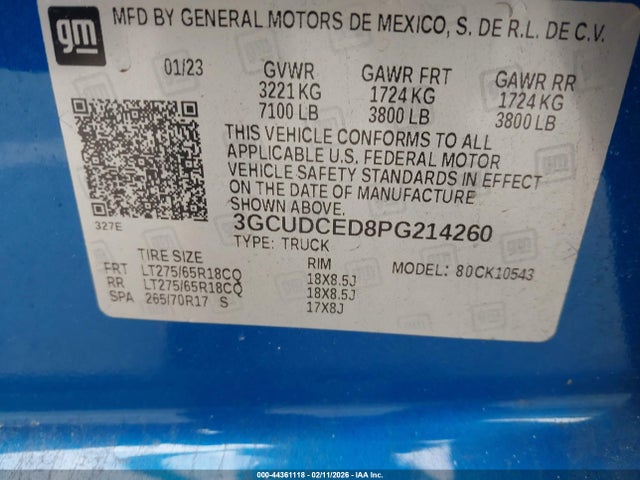 gm
MFD BY GENERAL MOTORS DE MEXICO, S. DE R.L. DE C.V.
01/23 GVWR GAWR FRT GAWR RR
3221 KG 1724 KG 1724 KG
7100 LB 3800 LB 3800 LB
THIS VEHICLE CONFORMS TO ALL
APPLICABLE U.S. FEDERAL MOTOR
VEHICLE SAFETY STANDARDS IN EFFECT
ON THE DATE OF MANUFACTURE
SHOWN ABOVE.
327E 3GCUDCED8PG214260
TYPE: TRUCK
TIRE SIZE RIM MODEL: 80CK10543
FRT LT275/65R18CQ 18X8.5J
RR LT275/65R18CQ 18X8.5J
SPA 265/70R17 S 17X8J
000-44361118 - 02/11/2026 - IAA Inc.